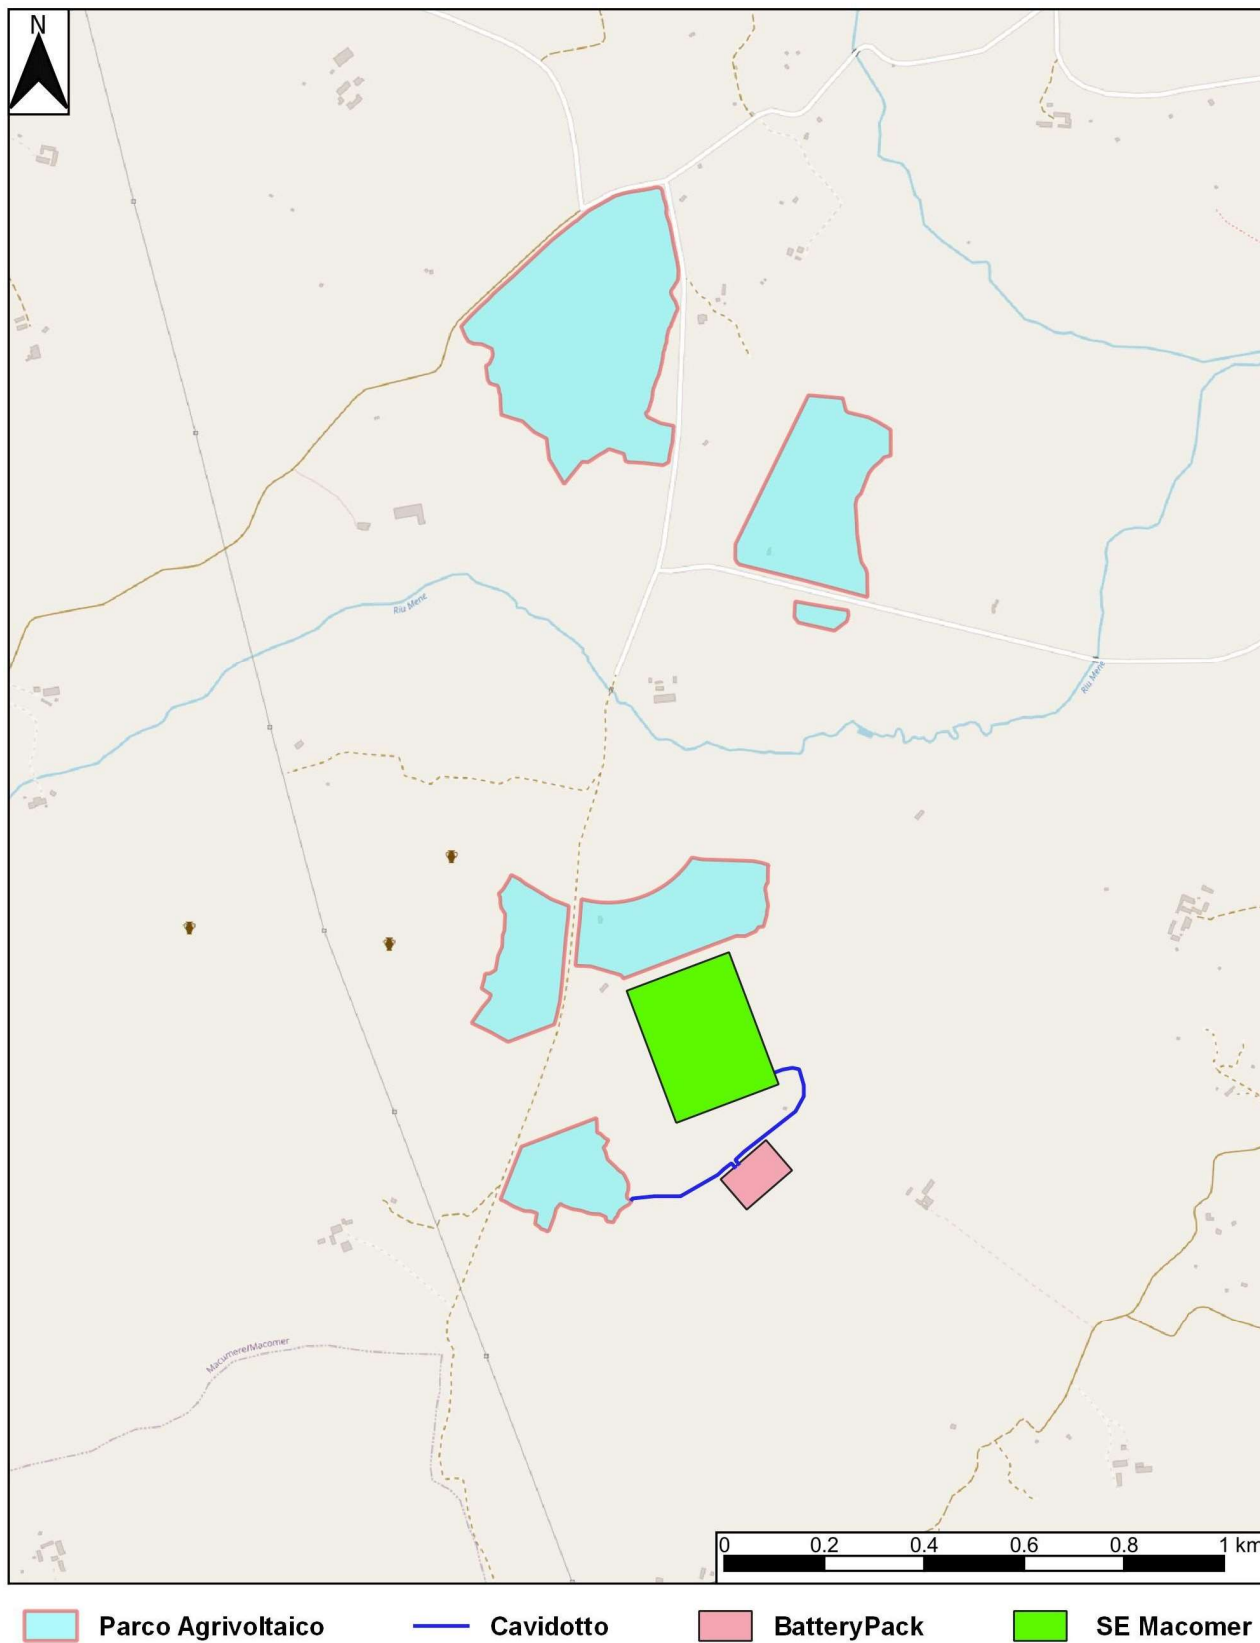 N
Riu Mene
Riu Mene
Macumere/Macomer
0 0.2 0.4 0.6 0.8 1 km
Parco Agrivoltaico Cavidotto BatteryPack SE Macomer